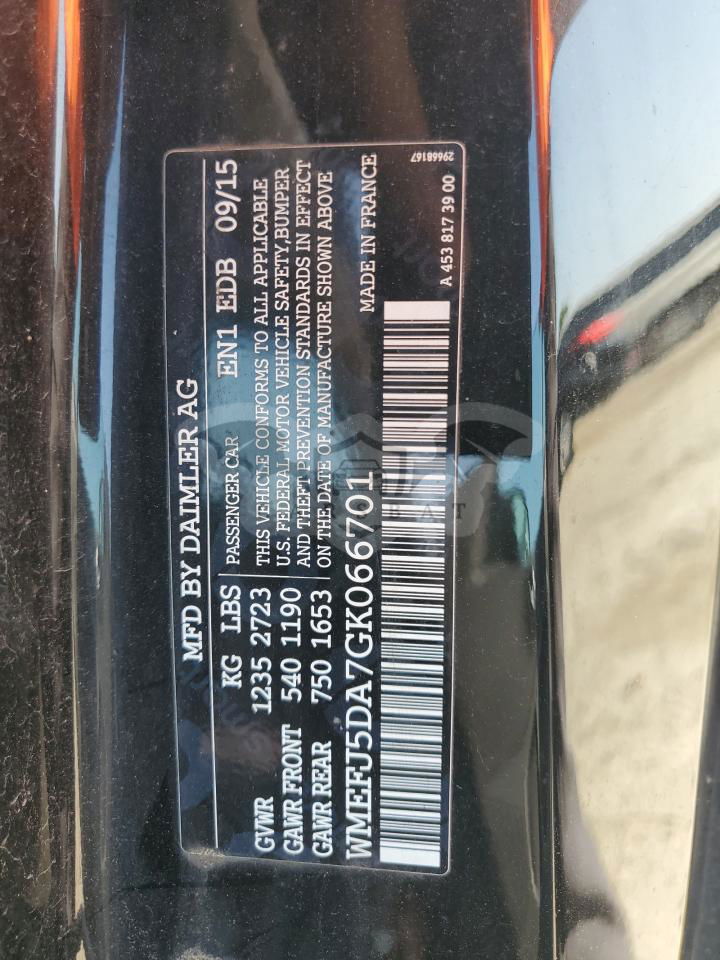 MFD BY DAIMLER AG
KG LBS PASSENGER CAR EN1 EDB 09/15
GVWR 1235 2723 THIS VEHICLE CONFORMS TO ALL APPLICABLE
GAWR FRONT 540 1190 U.S. FEDERAL MOTOR VEHICLE SAFETY,BUMPER
AND THEFT PREVENTION STANDARDS IN EFFECT
GAWR REAR 750 1653 ON THE DATE OF MANUFACTURE SHOWN ABOVE
WMEFJ5DA7GK066701 MADE IN FRANCE
29668167
A 453 817 39 00